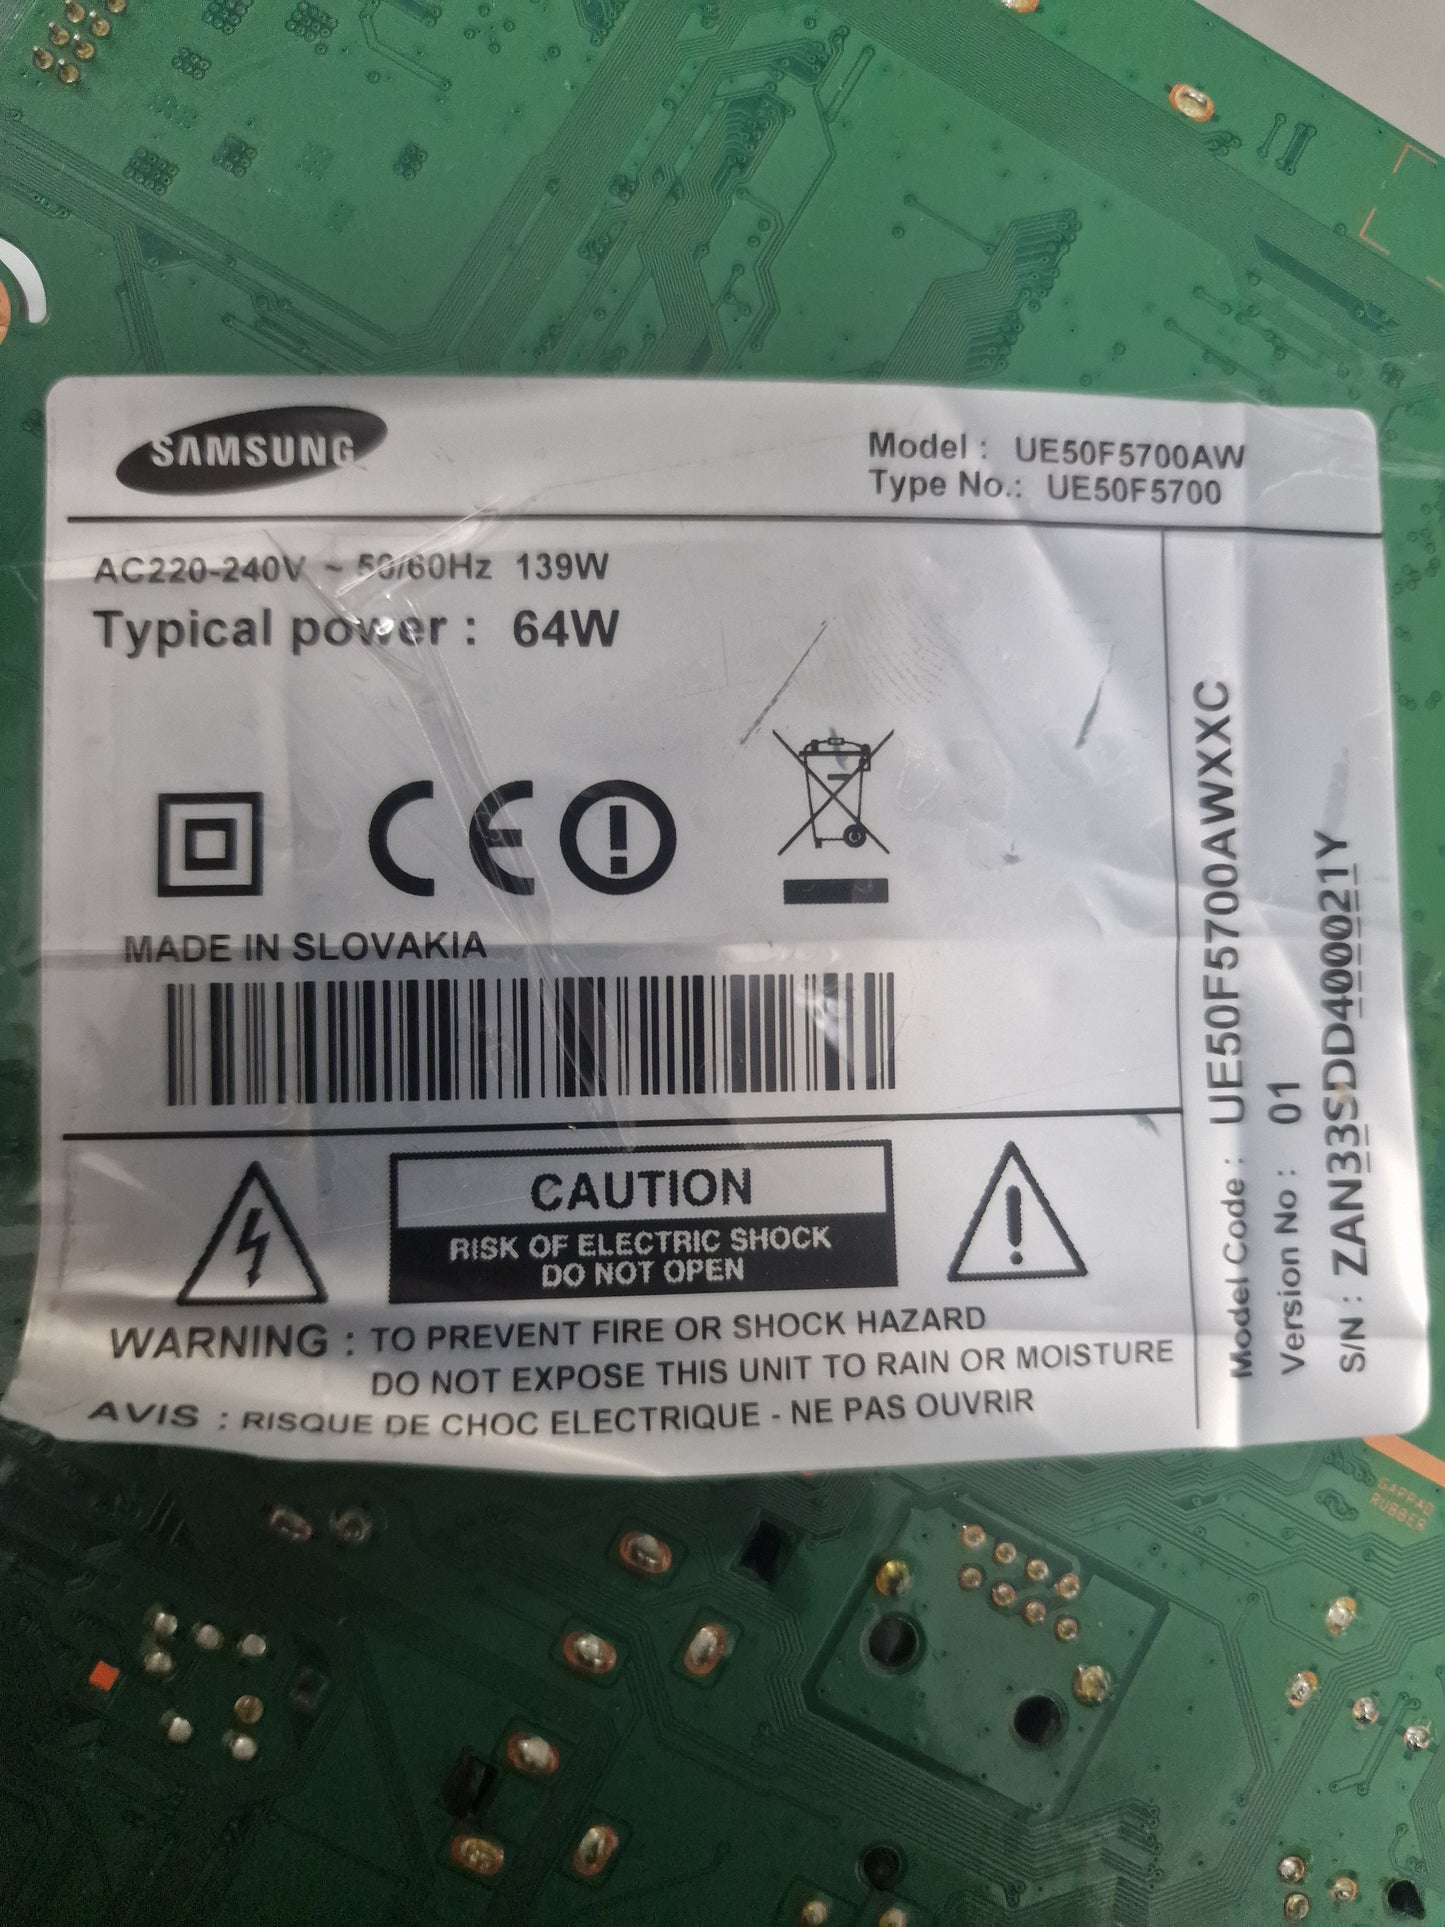 SAMSUNG
Model : UE50F5700AW
Type No.: UE50F5700
AC220-240V ~ 50/60Hz 139W
Typical power : 64W
MADE IN SLOVAKIA
CAUTION
RISK OF ELECTRIC SHOCK
DO NOT OPEN
WARNING : TO PREVENT FIRE OR SHOCK HAZARD
DO NOT EXPOSE THIS UNIT TO RAIN OR MOISTURE
AVIS : RISQUE DE CHOC ELECTRIQUE - NE PAS OUVRIR
Model Code : UE50F5700AWXXC
Version No : 01
S/N : ZAN33SDD400021Y
GAPPAD
RUBBER